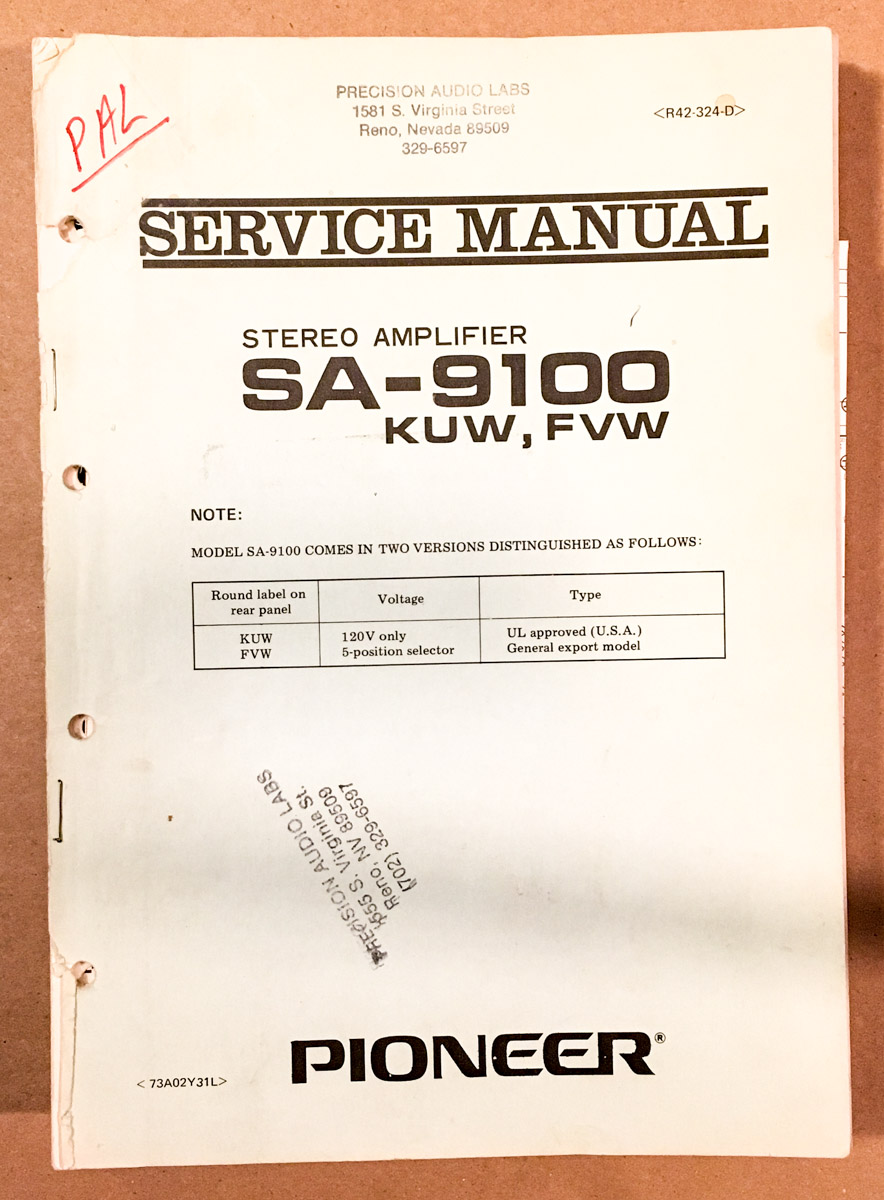 PAL
PRECISION AUDIO LABS
1581 S. Virginia Street
Reno, Nevada 89509
329-6597
<R42-324-D>
SERVICE MANUAL
STEREO AMPLIFIER
SA-9100
KUW, FVW
NOTE:
MODEL SA-9100 COMES IN TWO VERSIONS DISTINGUISHED AS FOLLOWS:
Round label on rear panel Voltage Type
KUW 120V only UL approved (U.S.A.)
FVW 5-position selector General export model
PRECISION AUDIO LABS
1555 S. Virginia St.
Reno, NV 89509
(702) 329-6597
PIONEER®
< 73A02Y31L>